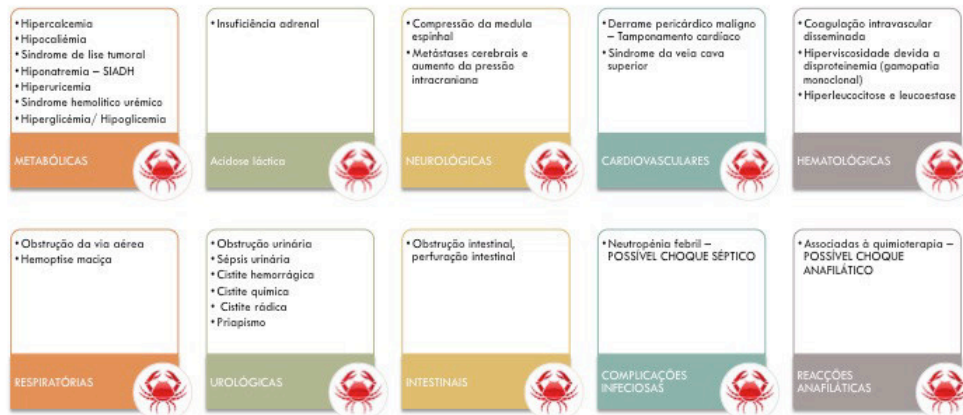 • Hipercalcemia
• Hipocaliémia
• Síndrome de lise tumoral
• Hiponatremia – SIADH
• Hiperuricemia
• Síndrome hemolítico urémico
• Hiperglicémia/ Hipoglicemia
METABÓLICAS
• Insuficiência adrenal
Acidose láctica
• Compressão da medula
espinhal
• Metástases cerebrais e
aumento da pressão
intracraniana
NEUROLÓGICAS
• Derrame pericárdico maligno
– Tamponamento cardíaco
• Síndrome da veia cava
superior
CARDIOVASCULARES
• Coagulação intravascular
disseminada
• Hiperviscosidade devida a
disproteinemia (gamopatia
monoclonal)
• Hiperleucocitose e leucoestase
HEMATOLÓGICAS
• Obstrução da via aérea
• Hemoptise maciça
RESPIRATÓRIAS
• Obstrução urinária
• Sépsis urinária
• Cistite hemorrágica
• Cistite química
• Cistite rádica
• Priapismo
UROLÓGICAS
• Obstrução intestinal,
perfuração intestinal
INTESTINAIS
• Neutropénia febril –
POSSÍVEL CHOQUE SÉPTICO
COMPLICAÇÕES
INFECIOSAS
• Associadas à quimioterapia –
POSSÍVEL CHOQUE
ANAFILÁTICO
REACÇÕES
ANAFILÁTICAS